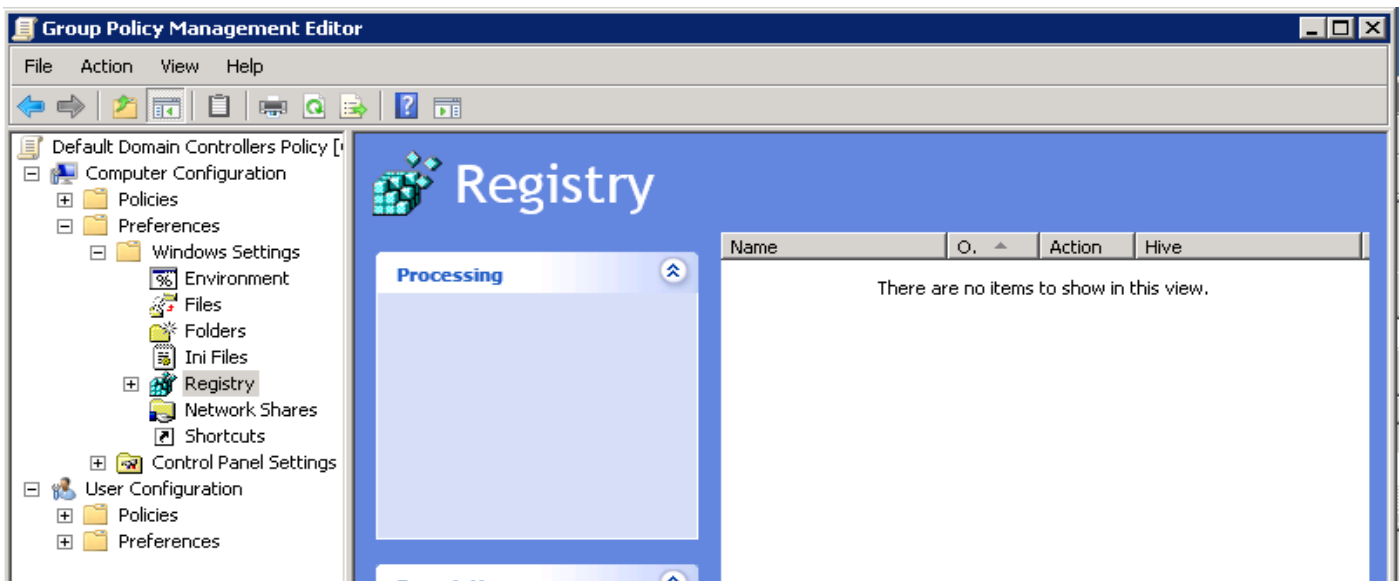 Group Policy Management Editor
File Action View Help
Default Domain Controllers Policy [
Computer Configuration
Policies
Preferences
Windows Settings
Environment
Files
Folders
Ini Files
Registry
Network Shares
Shortcuts
Control Panel Settings
User Configuration
Policies
Preferences
Registry
Processing
Name O. Action Hive
There are no items to show in this view.